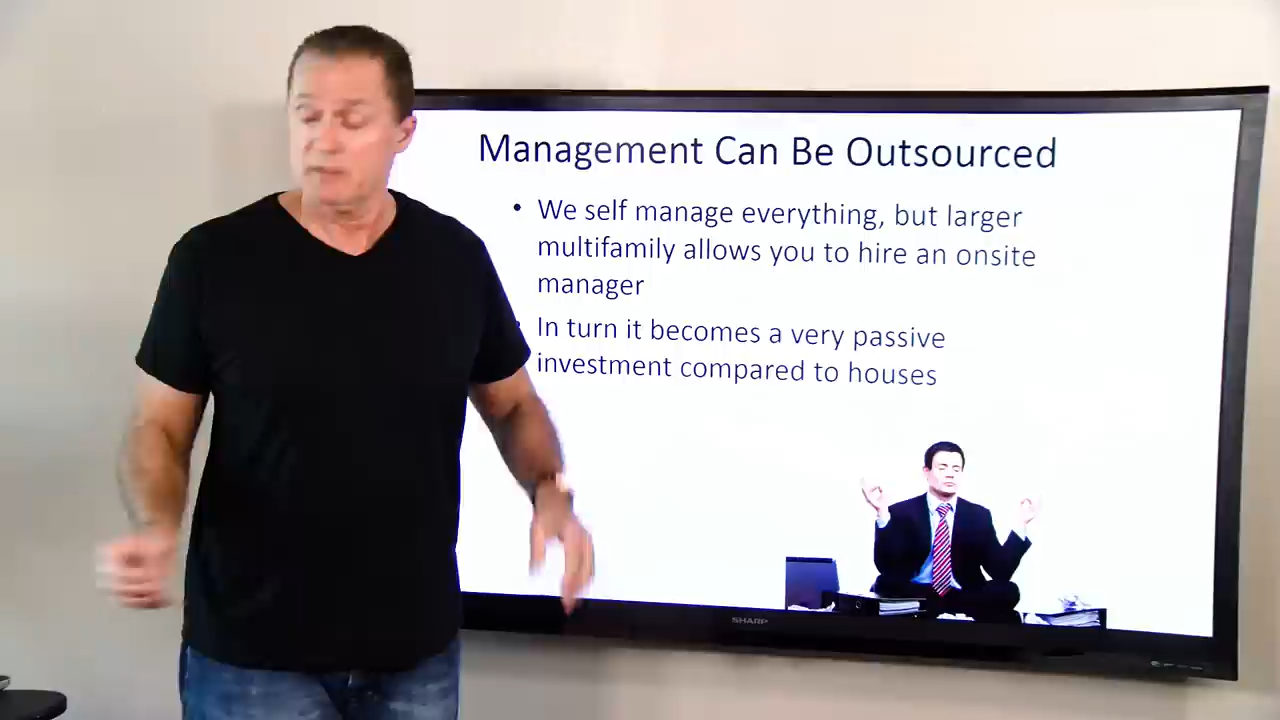 Management Can Be Outsourced
• We self manage everything, but larger
multifamily allows you to hire an onsite
manager
• In turn it becomes a very passive
investment compared to houses
SHARP